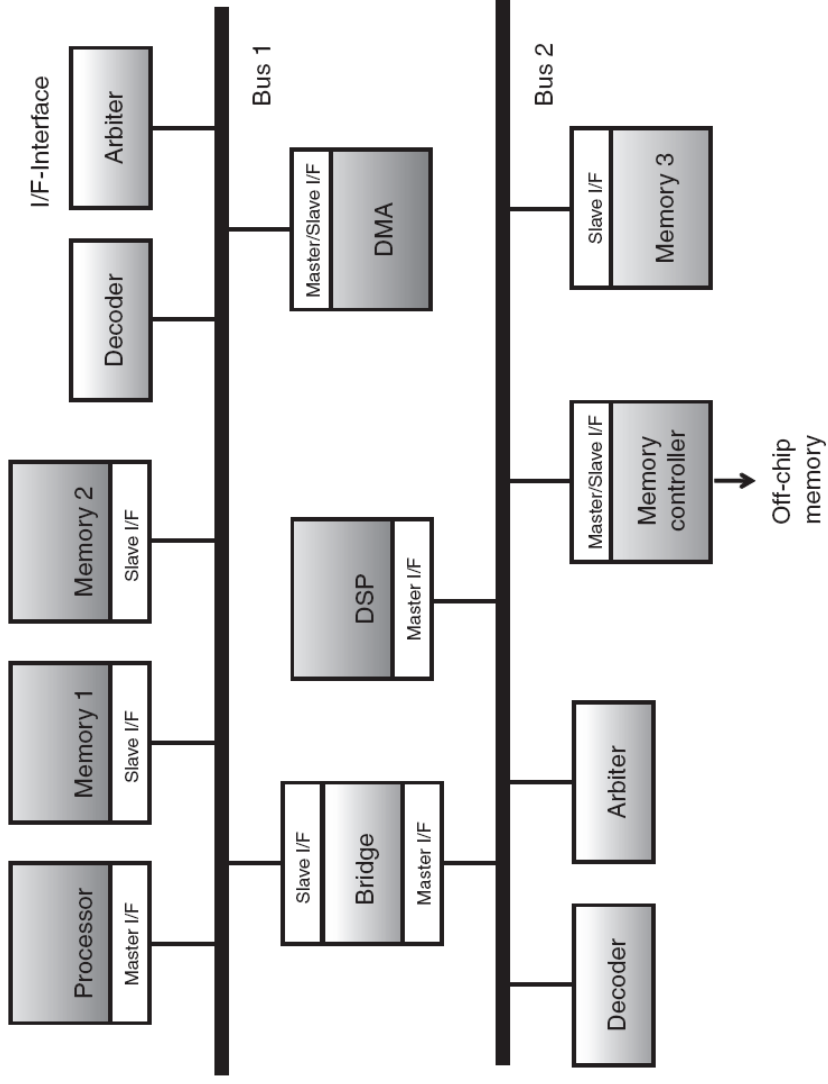 I/F-Interface
Processor
Master I/F
Memory 1
Slave I/F
Memory 2
Slave I/F
Decoder
Arbiter
Bus 1
Slave I/F
Bridge
Master I/F
DSP
Master I/F
Master/Slave I/F
DMA
Bus 2
Decoder
Arbiter
Master/Slave I/F
Memory
controller
Slave I/F
Memory 3
Off-chip
memory